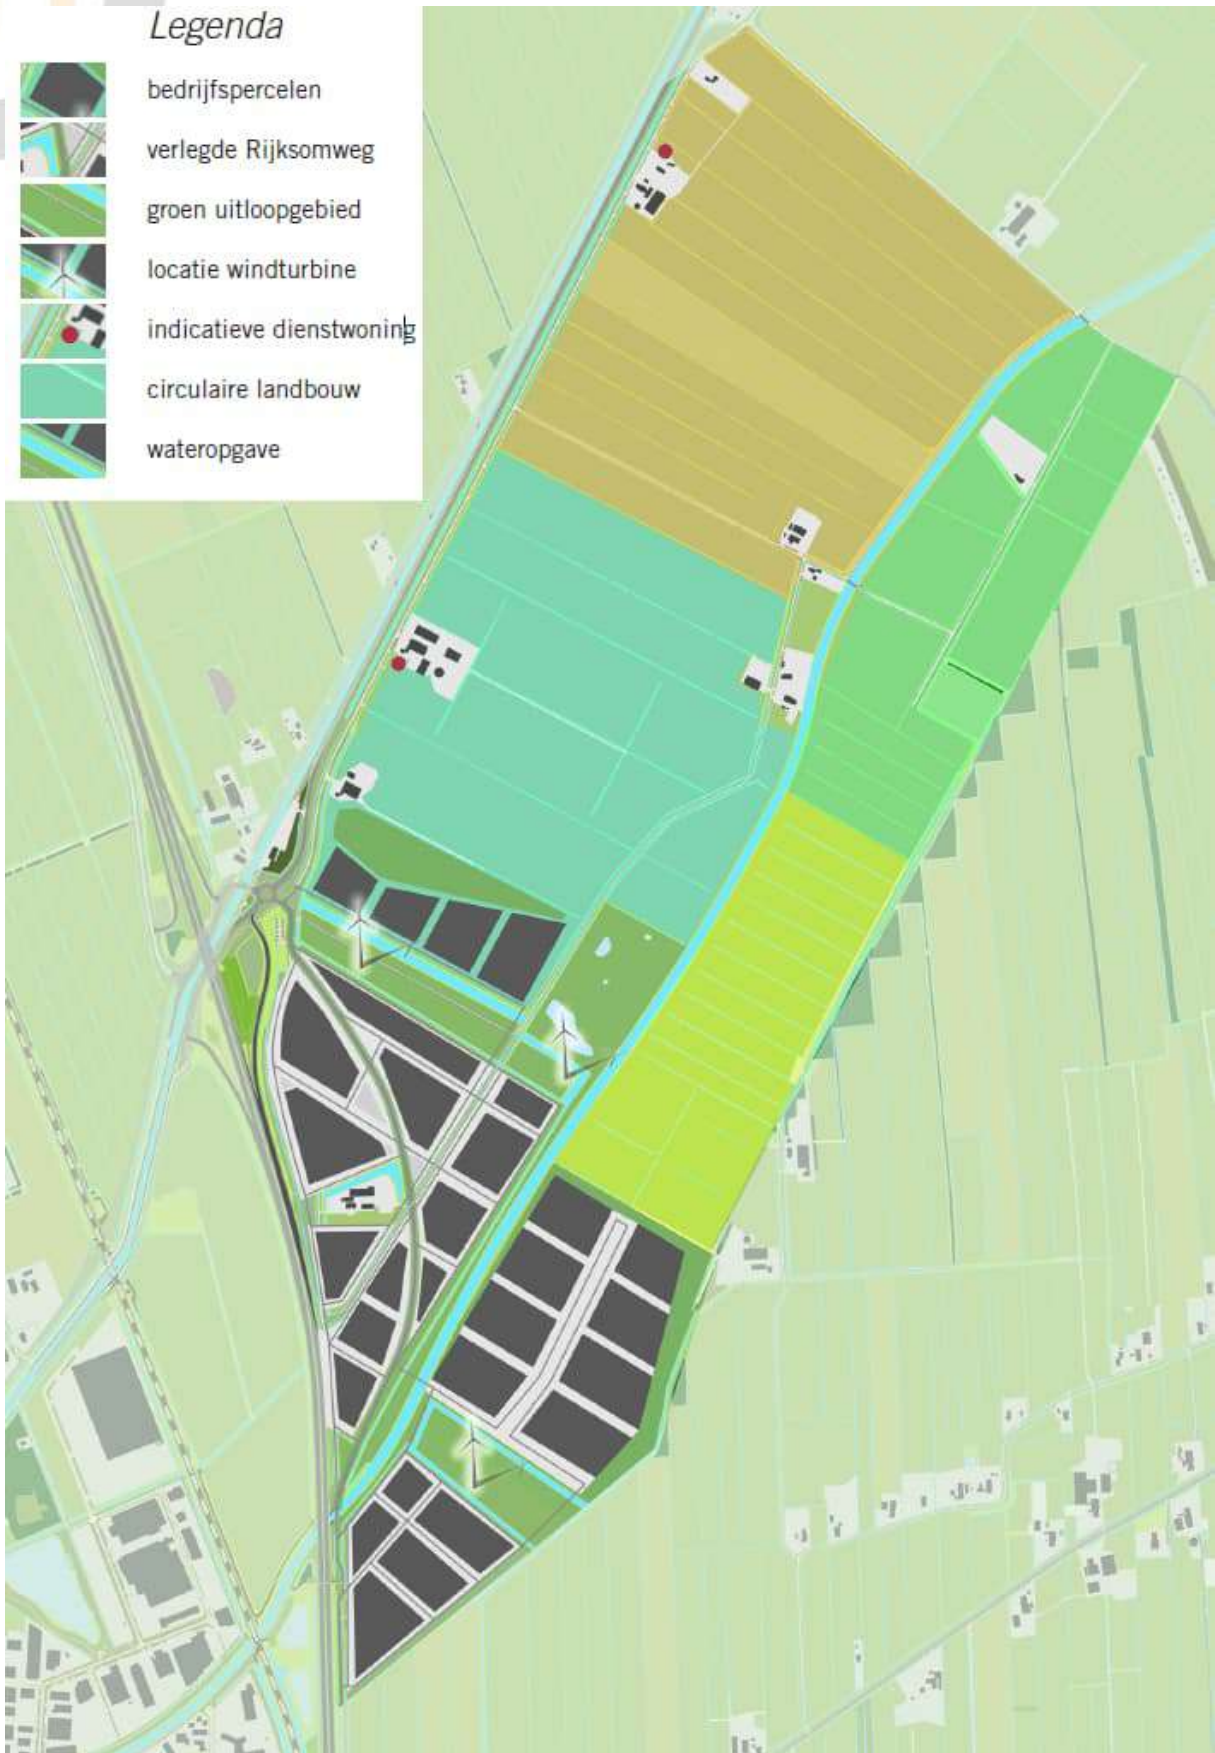 Legenda
bedrijfspercelen
verlegde Rijksomweg
groen uitloopgebied
locatie windturbine
indicatieve dienstwoning
circulaire landbouw
wateropgave